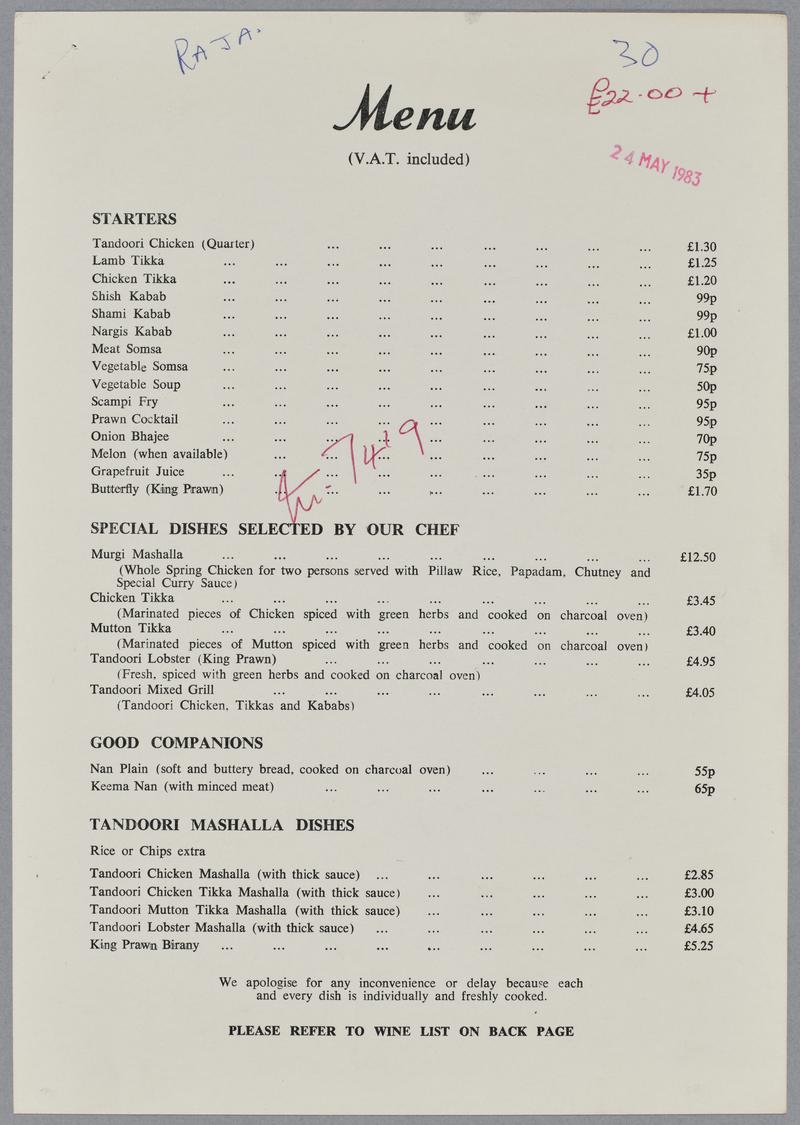 RAJA.
30
£22.00 +
Menu
(V.A.T. included)
24 MAY 1983
STARTERS
Tandoori Chicken (Quarter) ... ... ... ... ... ... ... £1.30
Lamb Tikka ... ... ... ... ... ... ... ... ... £1.25
Chicken Tikka ... ... ... ... ... ... ... ... ... £1.20
Shish Kabab ... ... ... ... ... ... ... ... ... 99p
Shami Kabab ... ... ... ... ... ... ... ... ... 99p
Nargis Kabab ... ... ... ... ... ... ... ... ... £1.00
Meat Somsa ... ... ... ... ... ... ... ... ... 90p
Vegetable Somsa ... ... ... ... ... ... ... ... ... 75p
Vegetable Soup ... ... ... ... ... ... ... ... ... 50p
Scampi Fry ... ... ... ... ... ... ... ... ... 95p
Prawn Cocktail ... ... ... ... ... ... ... ... ... 95p
Onion Bhajee ... ... ... ... ... ... ... ... ... 70p
Melon (when available) ... ... ... ... ... ... ... ... 75p
Grapefruit Juice ... ... ... ... ... ... ... ... ... 35p
Butterfly (King Prawn) ... ... ... ... ... ... ... ... £1.70
SPECIAL DISHES SELECTED BY OUR CHEF
Murgi Mashalla ... ... ... ... ... ... ... ... ... £12.50
(Whole Spring Chicken for two persons served with Pillaw Rice, Papadam, Chutney and
Special Curry Sauce)
Chicken Tikka ... ... ... ... ... ... ... ... ... £3.45
(Marinated pieces of Chicken spiced with green herbs and cooked on charcoal oven)
Mutton Tikka ... ... ... ... ... ... ... ... ... £3.40
(Marinated pieces of Mutton spiced with green herbs and cooked on charcoal oven)
Tandoori Lobster (King Prawn) ... ... ... ... ... ... ... £4.95
(Fresh, spiced with green herbs and cooked on charcoal oven)
Tandoori Mixed Grill ... ... ... ... ... ... ... ... £4.05
(Tandoori Chicken, Tikkas and Kababs)
GOOD COMPANIONS
Nan Plain (soft and buttery bread, cooked on charcoal oven) ... ... ... ... 55p
Keema Nan (with minced meat) ... ... ... ... ... ... ... 65p
TANDOORI MASHALLA DISHES
Rice or Chips extra
Tandoori Chicken Mashalla (with thick sauce) ... ... ... ... ... ... £2.85
Tandoori Chicken Tikka Mashalla (with thick sauce) ... ... ... ... ... £3.00
Tandoori Mutton Tikka Mashalla (with thick sauce) ... ... ... ... ... £3.10
Tandoori Lobster Mashalla (with thick sauce) ... ... ... ... ... ... £4.65
King Prawn Birany ... ... ... ... ... ... ... ... ... £5.25
We apologise for any inconvenience or delay because each
and every dish is individually and freshly cooked.
PLEASE REFER TO WINE LIST ON BACK PAGE